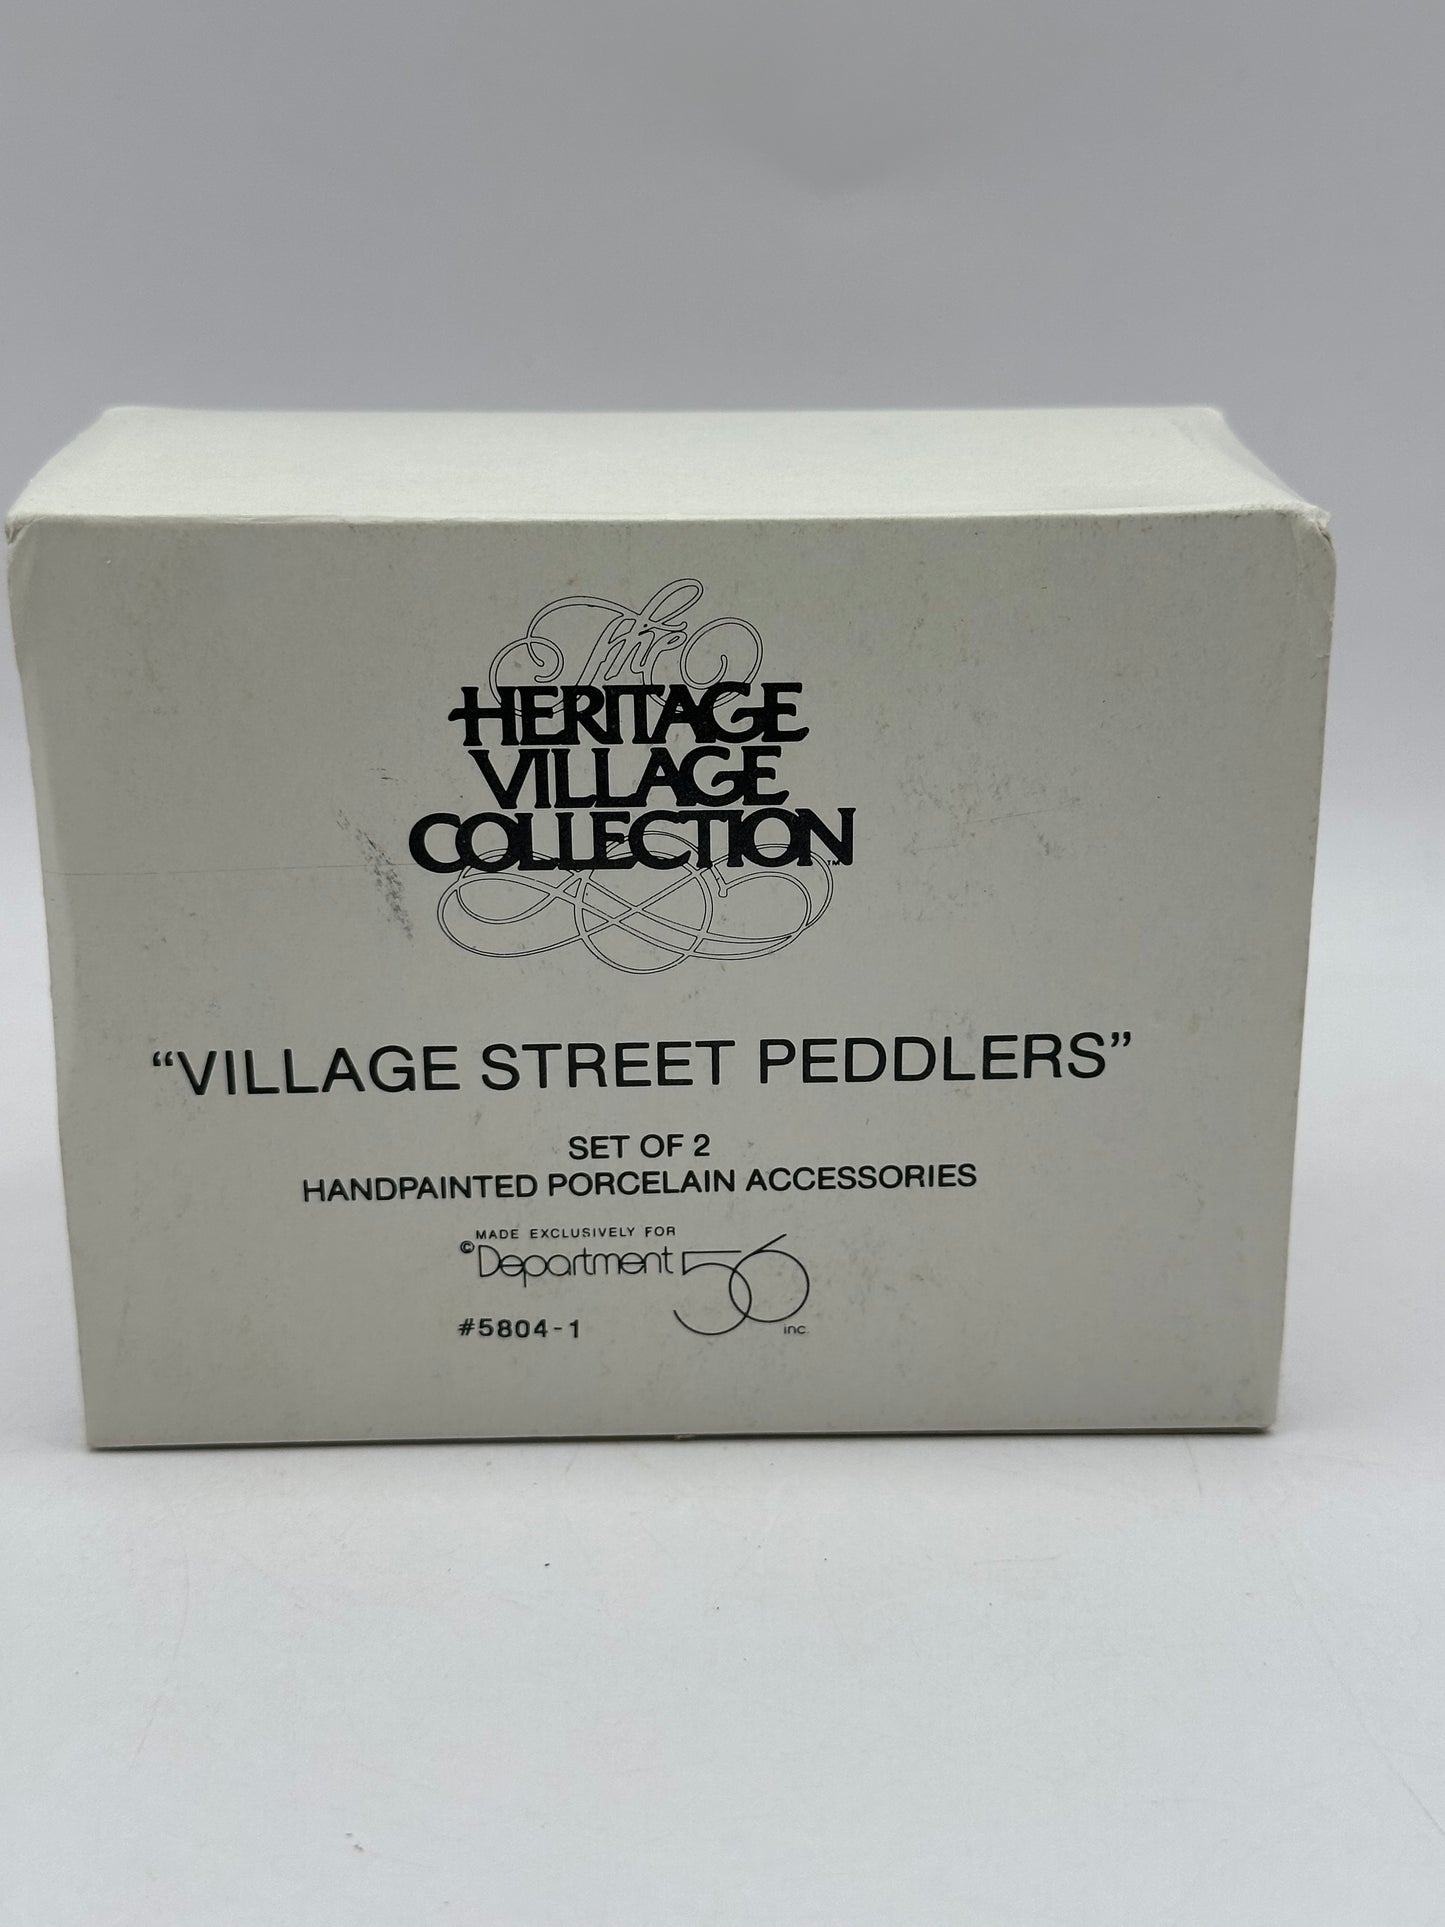 The
HERITAGE
VILLAGE
COLLECTION™
“VILLAGE STREET PEDDLERS”
SET OF 2
HANDPAINTED PORCELAIN ACCESSORIES
MADE EXCLUSIVELY FOR
©Department 56 inc.
#5804-1